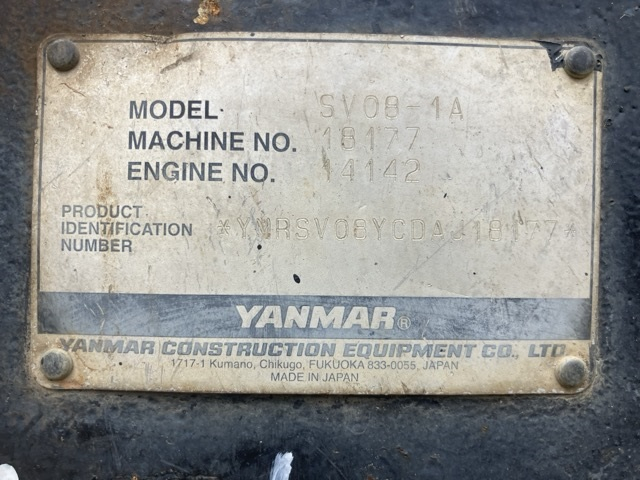 MODEL SV08-1A
MACHINE NO. 18177
ENGINE NO. 14142
PRODUCT
IDENTIFICATION
NUMBER
*YMRSV08YCDAJ18177*
YANMAR®
YANMAR CONSTRUCTION EQUIPMENT CO., LTD.
1717-1 Kumano, Chikugo, FUKUOKA 833-0055, JAPAN
MADE IN JAPAN